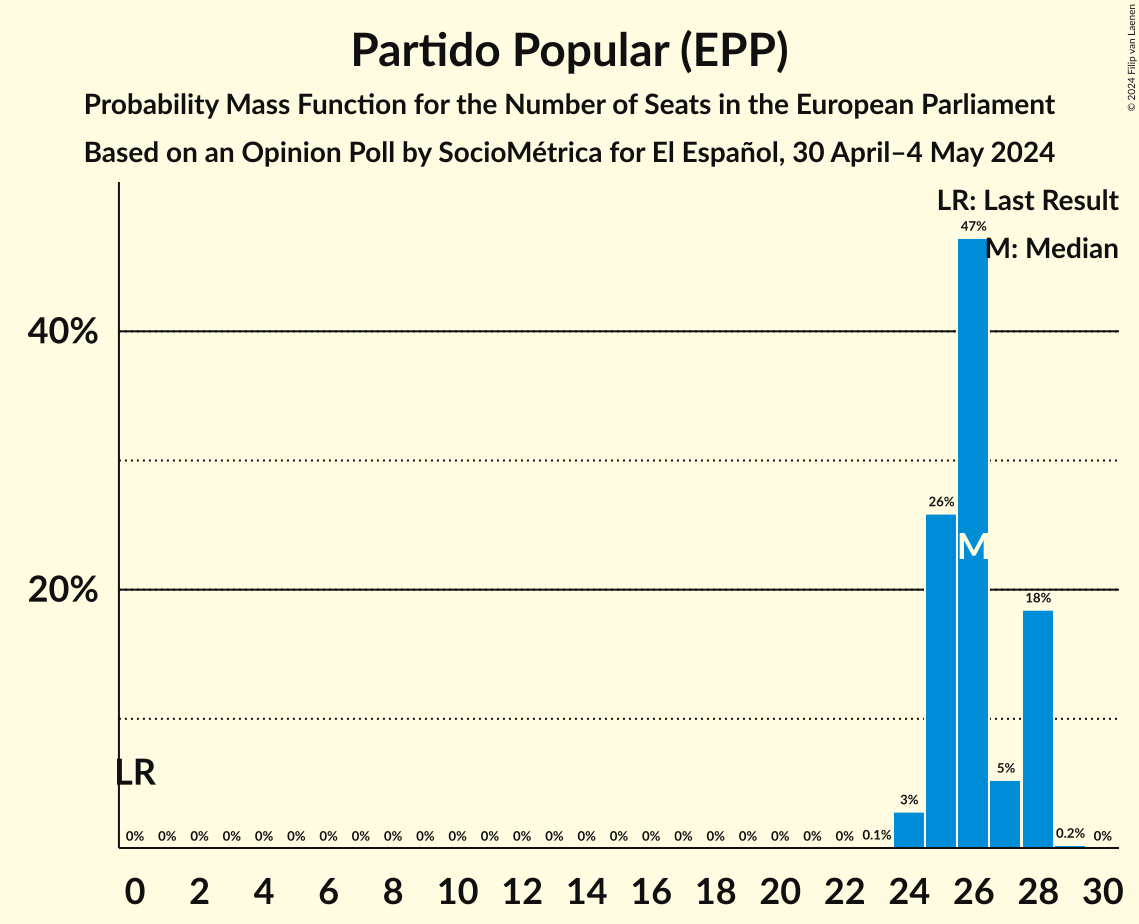 Partido Popular (EPP)
Probability Mass Function for the Number of Seats in the European Parliament
Based on an Opinion Poll by SocioMétrica for El Español, 30 April–4 May 2024
© 2024 Filip van Laenen
LR: Last Result
M: Median
47%
40%
26%
M
20%
18%
LR
5%
3%
0% 0% 0% 0% 0% 0% 0% 0% 0% 0% 0% 0% 0% 0% 0% 0% 0% 0% 0% 0% 0% 0% 0% 0.1% 0.2% 0%
0 2 4 6 8 10 12 14 16 18 20 22 24 26 28 30